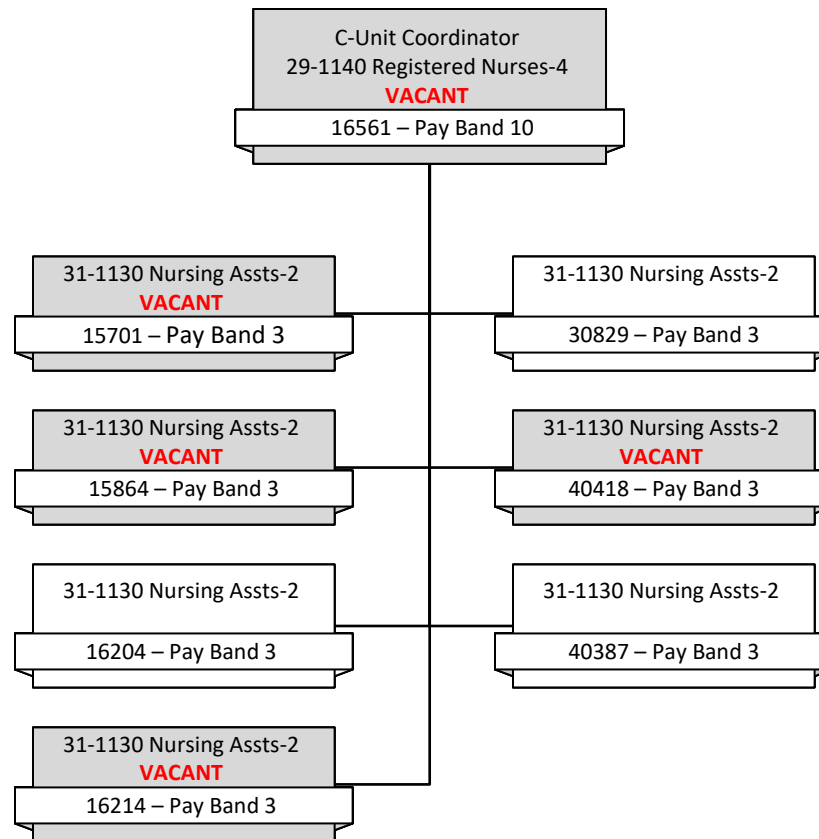 C-Unit Coordinator
29-1140 Registered Nurses-4
VACANT
16561 – Pay Band 10
31-1130 Nursing Assts-2
VACANT
15701 – Pay Band 3
31-1130 Nursing Assts-2
30829 – Pay Band 3
31-1130 Nursing Assts-2
VACANT
15864 – Pay Band 3
31-1130 Nursing Assts-2
VACANT
40418 – Pay Band 3
31-1130 Nursing Assts-2
16204 – Pay Band 3
31-1130 Nursing Assts-2
40387 – Pay Band 3
31-1130 Nursing Assts-2
VACANT
16214 – Pay Band 3